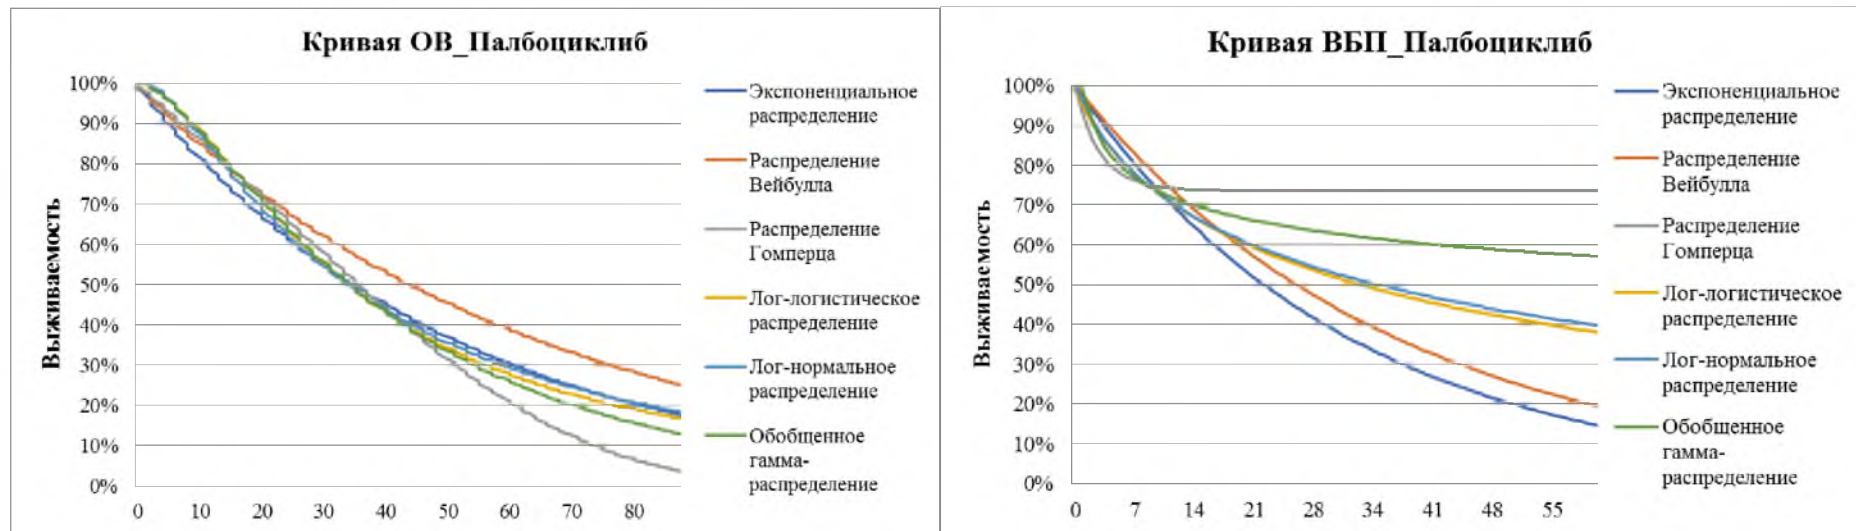 Кривая ОВ_Палбоциклиб
Выживаемость
100%
90%
80%
70%
60%
50%
40%
30%
20%
10%
0%
0 10 20 30 40 50 60 70 80
Экспоненциальное
распределение
Распределение
Вейбулла
Распределение
Гомперца
Лог-логистическое
распределение
Лог-нормальное
распределение
Обобщенное
гамма-
распределение
Кривая ВБП_Палбоциклиб
Выживаемость
100%
90%
80%
70%
60%
50%
40%
30%
20%
10%
0%
0 7 14 21 28 34 41 48 55
Экспоненциальное
распределение
Распределение
Вейбулла
Распределение
Гомперца
Лог-логистическое
распределение
Лог-нормальное
распределение
Обобщенное
гамма-
распределение